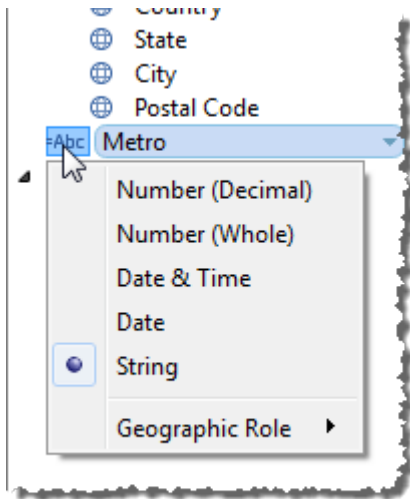 Country
State
City
Postal Code
=Abc Metro
Number (Decimal)
Number (Whole)
Date & Time
Date
String
Geographic Role